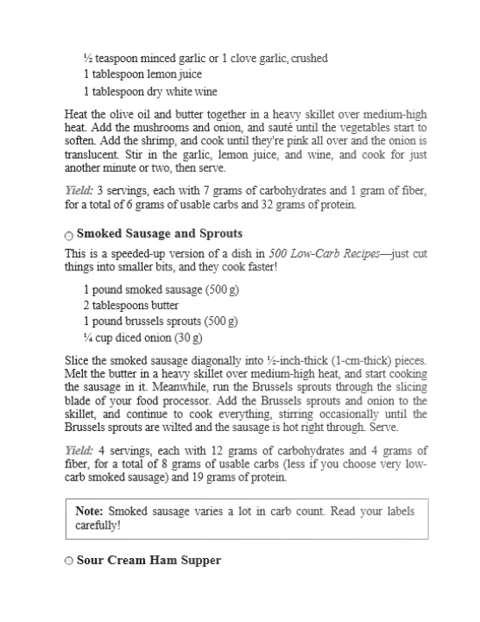 ½ teaspoon minced garlic or 1 clove garlic, crushed
1 tablespoon lemon juice
1 tablespoon dry white wine
Heat the olive oil and butter together in a heavy skillet over medium-high
heat. Add the mushrooms and onion, and sauté until the vegetables start to
soften. Add the shrimp, and cook until they're pink all over and the onion is
translucent. Stir in the garlic, lemon juice, and wine, and cook for just
another minute or two, then serve.
Yield: 3 servings, each with 7 grams of carbohydrates and 1 gram of fiber,
for a total of 6 grams of usable carbs and 32 grams of protein.
Smoked Sausage and Sprouts
This is a speeded-up version of a dish in 500 Low-Carb Recipes—just cut
things into smaller bits, and they cook faster!
1 pound smoked sausage (500 g)
2 tablespoons butter
1 pound brussels sprouts (500 g)
¼ cup diced onion (30 g)
Slice the smoked sausage diagonally into ½-inch-thick (1-cm-thick) pieces.
Melt the butter in a heavy skillet over medium-high heat, and start cooking
the sausage in it. Meanwhile, run the Brussels sprouts through the slicing
blade of your food processor. Add the Brussels sprouts and onion to the
skillet, and continue to cook everything, stirring occasionally until the
Brussels sprouts are wilted and the sausage is hot right through. Serve.
Yield: 4 servings, each with 12 grams of carbohydrates and 4 grams of
fiber, for a total of 8 grams of usable carbs (less if you choose very low-
carb smoked sausage) and 19 grams of protein.
Note: Smoked sausage varies a lot in carb count. Read your labels
carefully!
Sour Cream Ham Supper